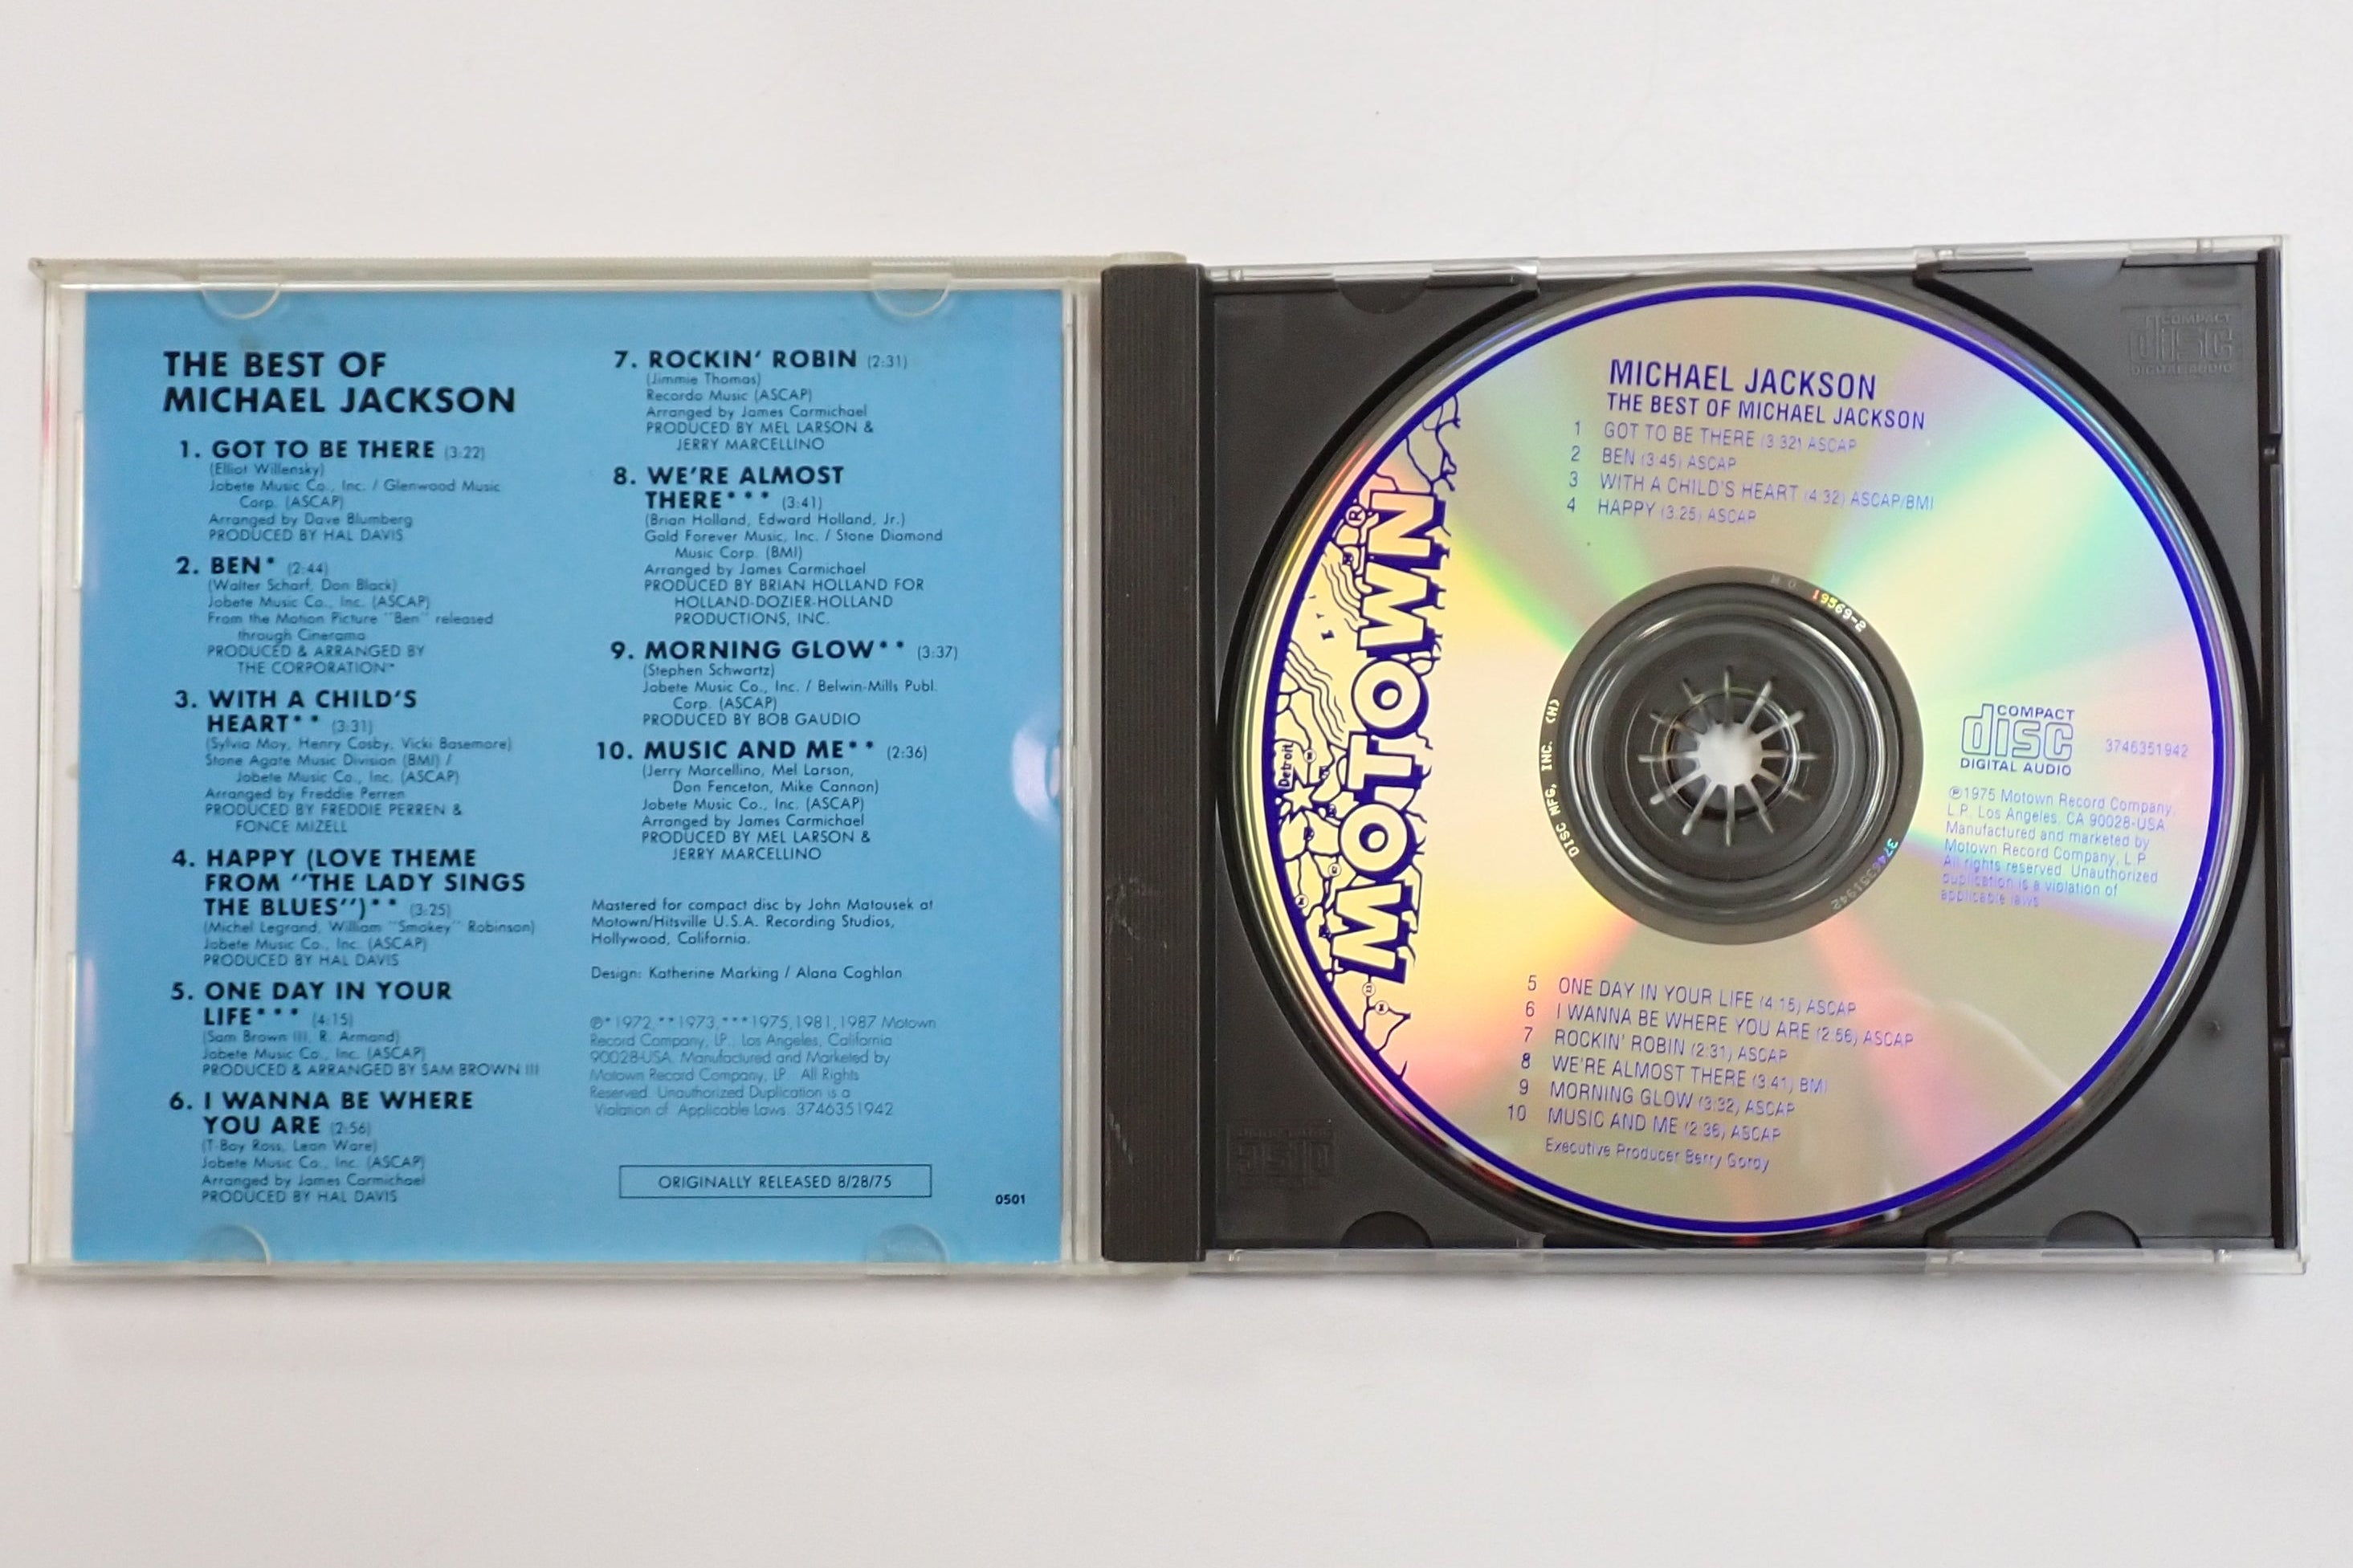 THE BEST OF
MICHAEL JACKSON
1. GOT TO BE THERE (3:22)
(Elliot Willensky)
Jobete Music Co., Inc. / Glenwood Music
Corp. (ASCAP)
Arranged by Dave Blumberg
PRODUCED BY HAL DAVIS
2. BEN* (2:44)
(Walter Scharf, Don Black)
Jobete Music Co., Inc. (ASCAP)
From the Motion Picture "Ben" released
through Cinerama
PRODUCED & ARRANGED BY
THE CORPORATION™
3. WITH A CHILD'S
HEART** (3:31)
(Sylvia Moy, Henry Cosby, Vicki Basemore)
Stone Agate Music Division (BMI) /
Jobete Music Co., Inc. (ASCAP)
Arranged by Freddie Perren
PRODUCED BY FREDDIE PERREN &
FONCE MIZELL
4. HAPPY (LOVE THEME
FROM "THE LADY SINGS
THE BLUES")** (3:25)
(Michel Legrand, William "Smokey" Robinson)
Jobete Music Co., Inc. (ASCAP)
PRODUCED BY HAL DAVIS
5. ONE DAY IN YOUR
LIFE*** (4:15)
(Sam Brown III, R. Armand)
Jobete Music Co., Inc. (ASCAP)
PRODUCED & ARRANGED BY SAM BROWN III
6. I WANNA BE WHERE
YOU ARE (2:56)
(T-Boy Ross, Leon Ware)
Jobete Music Co., Inc. (ASCAP)
Arranged by James Carmichael
PRODUCED BY HAL DAVIS
7. ROCKIN' ROBIN (2:31)
(Jimmie Thomas)
Recordo Music (ASCAP)
Arranged by James Carmichael
PRODUCED BY MEL LARSON &
JERRY MARCELLINO
8. WE'RE ALMOST
THERE*** (3:41)
(Brian Holland, Edward Holland, Jr.)
Gold Forever Music, Inc. / Stone Diamond
Music Corp. (BMI)
Arranged by James Carmichael
PRODUCED BY BRIAN HOLLAND FOR
HOLLAND-DOZIER-HOLLAND
PRODUCTIONS, INC.
9. MORNING GLOW** (3:37)
(Stephen Schwartz)
Jobete Music Co., Inc. / Belwin-Mills Publ.
Corp. (ASCAP)
PRODUCED BY BOB GAUDIO
10. MUSIC AND ME** (2:36)
(Jerry Marcellino, Mel Larson,
Don Fenceton, Mike Cannon)
Jobete Music Co., Inc. (ASCAP)
Arranged by James Carmichael
PRODUCED BY MEL LARSON &
JERRY MARCELLINO
Mastered for compact disc by John Matousek at
Motown/Hitsville U.S.A. Recording Studios,
Hollywood, California.
Design: Katherine Marking / Alana Coghlan
℗*1972,**1973,***1975,1981,1987 Motown
Record Company, L.P., Los Angeles, California
90028-USA. Manufactured and Marketed by
Motown Record Company, L.P. All Rights
Reserved. Unauthorized Duplication is a
Violation of Applicable Laws. 3746351942
ORIGINALLY RELEASED 8/28/75
0501
MICHAEL JACKSON
THE BEST OF MICHAEL JACKSON
1 GOT TO BE THERE (3:32) ASCAP
2 BEN (3:45) ASCAP
3 WITH A CHILD'S HEART (4:32) ASCAP/BMI
4 HAPPY (3:25) ASCAP
MOTOWN
®
Detroit
COMPACT
disc
DIGITAL AUDIO
3746351942
℗1975 Motown Record Company,
L.P., Los Angeles, CA 90028-USA
Manufactured and marketed by
Motown Record Company, L.P.
All rights reserved. Unauthorized
duplication is a violation of
applicable laws
5 ONE DAY IN YOUR LIFE (4:15) ASCAP
6 I WANNA BE WHERE YOU ARE (2:56) ASCAP
7 ROCKIN' ROBIN (2:31) ASCAP
8 WE'RE ALMOST THERE (3:41) BMI
9 MORNING GLOW (3:32) ASCAP
10 MUSIC AND ME (2:36) ASCAP
Executive Producer Berry Gordy
19569-2
DISC MFG, INC. (H)
3746351942
COMPACT
disc
DIGITAL AUDIO